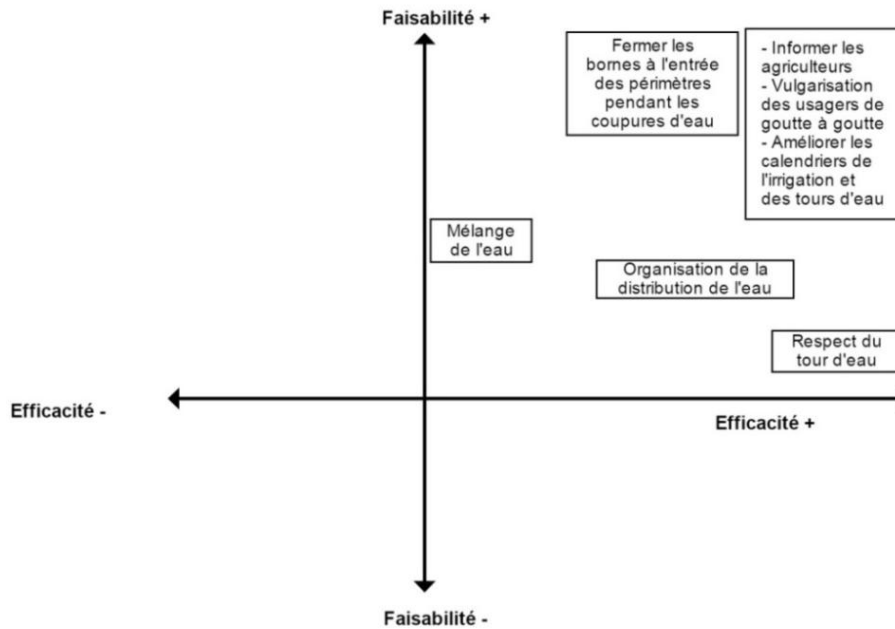 Faisabilité +
Fermer les
bornes à l'entrée
des périmètres
pendant les
coupures d'eau
- Informer les
agriculteurs
- Vulgarisation
des usagers de
goutte à goutte
- Améliorer les
calendriers de
l'irrigation et
des tours d'eau
Mélange
de l'eau
Organisation de la
distribution de l'eau
Respect du
tour d'eau
Efficacité -
Efficacité +
Faisabilité -